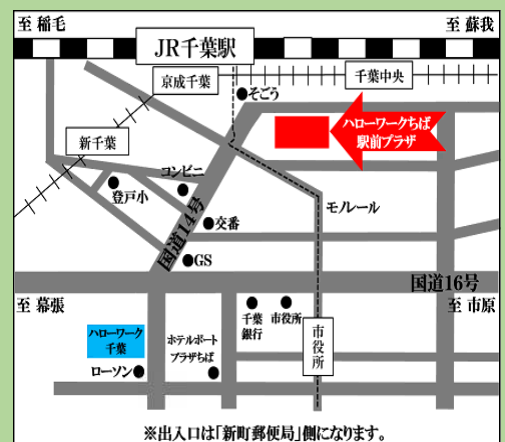 至 稲毛
至 蘇我
JR千葉駅
京成千葉
千葉中央
そごう
ハローワークちば
駅前プラザ
新千葉
コンビニ
登戸小
モノレール
交番
国道14号
GS
国道16号
至 幕張
至 市原
千葉
銀行
市役所
市役所
ハローワーク
千葉
ホテルポート
プラザちば
ローソン
※出入口は「新町郵便局」側になります。